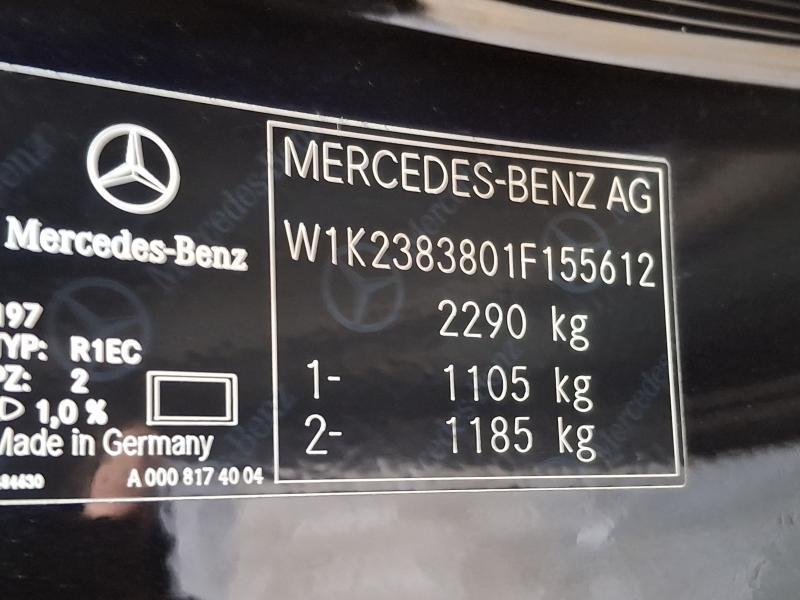 MERCEDES-BENZ AG
W1K2383801F155612
2290 kg
1- 1105 kg
2- 1185 kg
Mercedes-Benz
197
TYP: R1EC
PZ: 2
D 1,0 %
Made in Germany
A 000 817 40 04